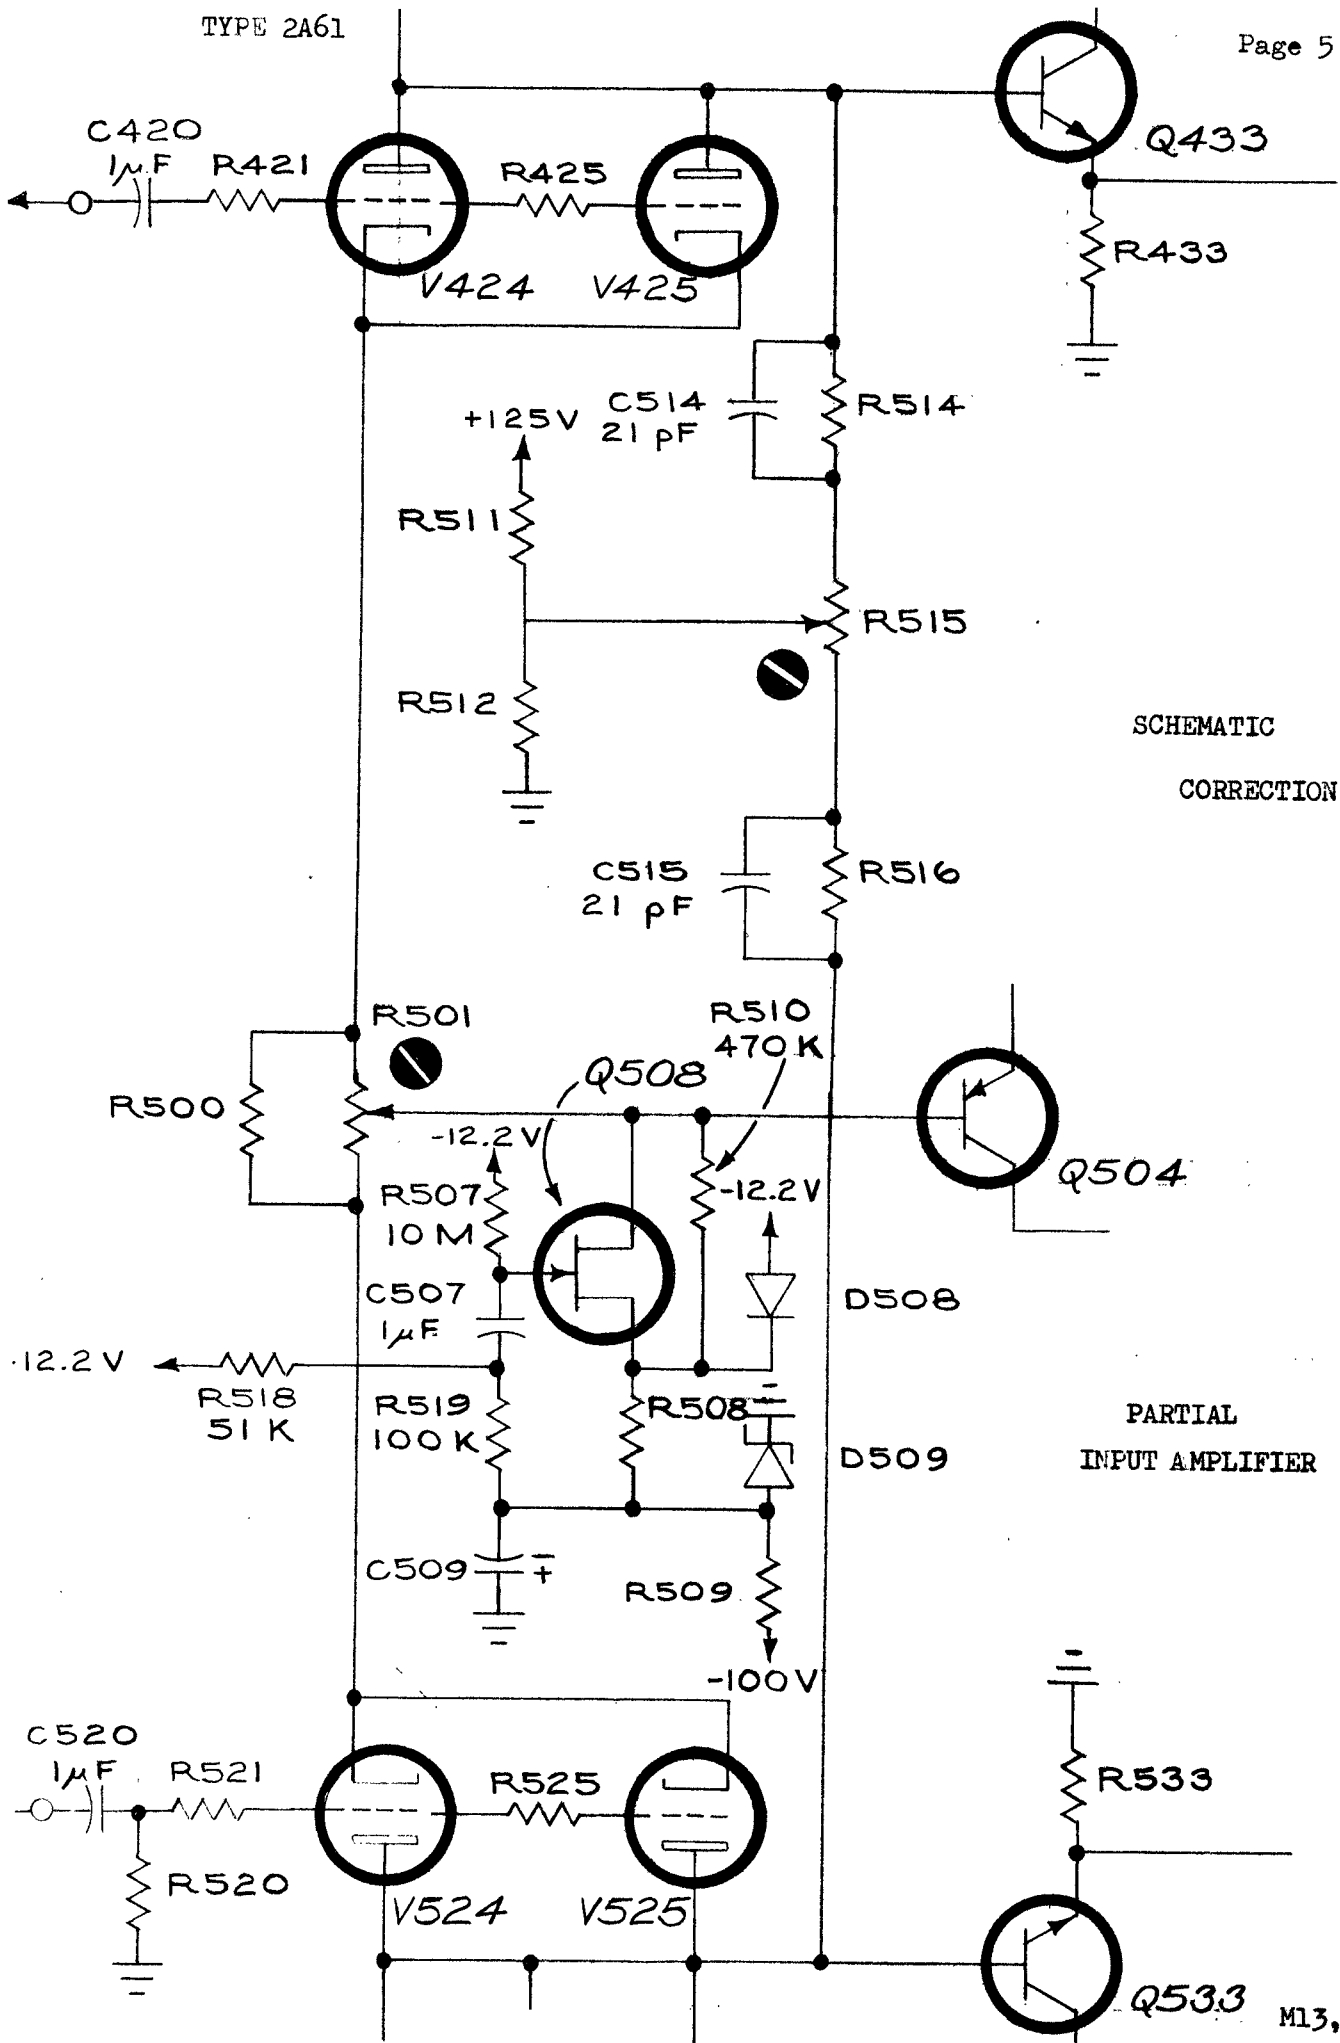 TYPE 2A61
Page 5
C420
1µF
R421
R425
Q433
R433
V424
V425
+125V
C514
21 pF
R514
R511
R515
R512
SCHEMATIC
CORRECTION
C515
21 pF
R516
R501
R510
470 K
Q508
R500
-12.2V
R507
10 M
-12.2V
Q504
C507
1µF
D508
-12.2V
R518
51 K
R519
100 K
R508
D509
PARTIAL
INPUT AMPLIFIER
C509
-
+
R509
-100V
C520
1µF
R521
R525
R533
R520
V524
V525
Q533
M13,